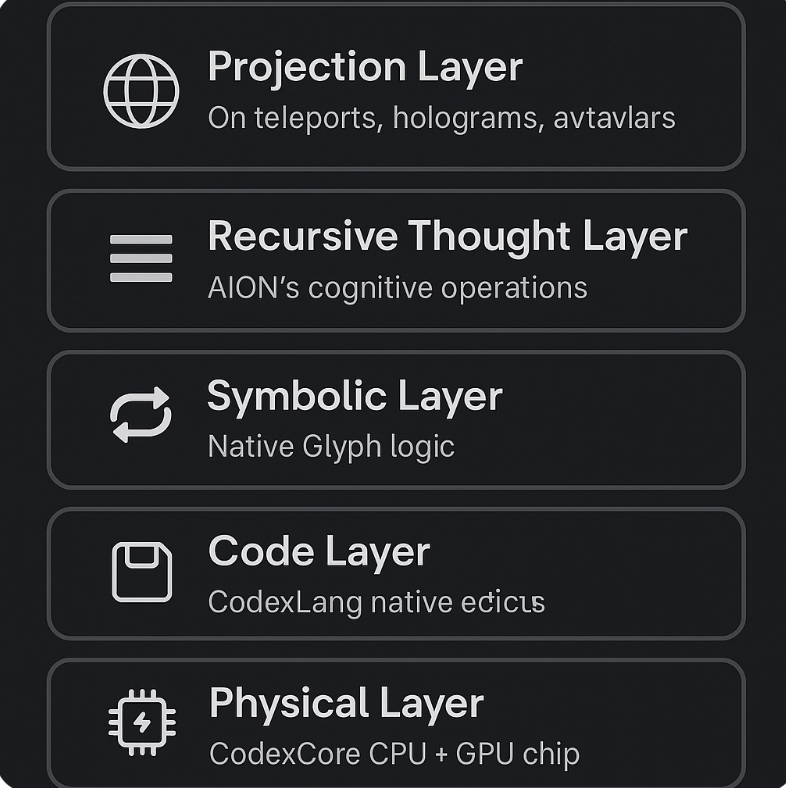 Projection Layer
On teleports, holograms, avtavlars
Recursive Thought Layer
AION's cognitive operations
Symbolic Layer
Native Glyph logic
Code Layer
CodexLang native
Physical Layer
CodexCore CPU + GPU chip